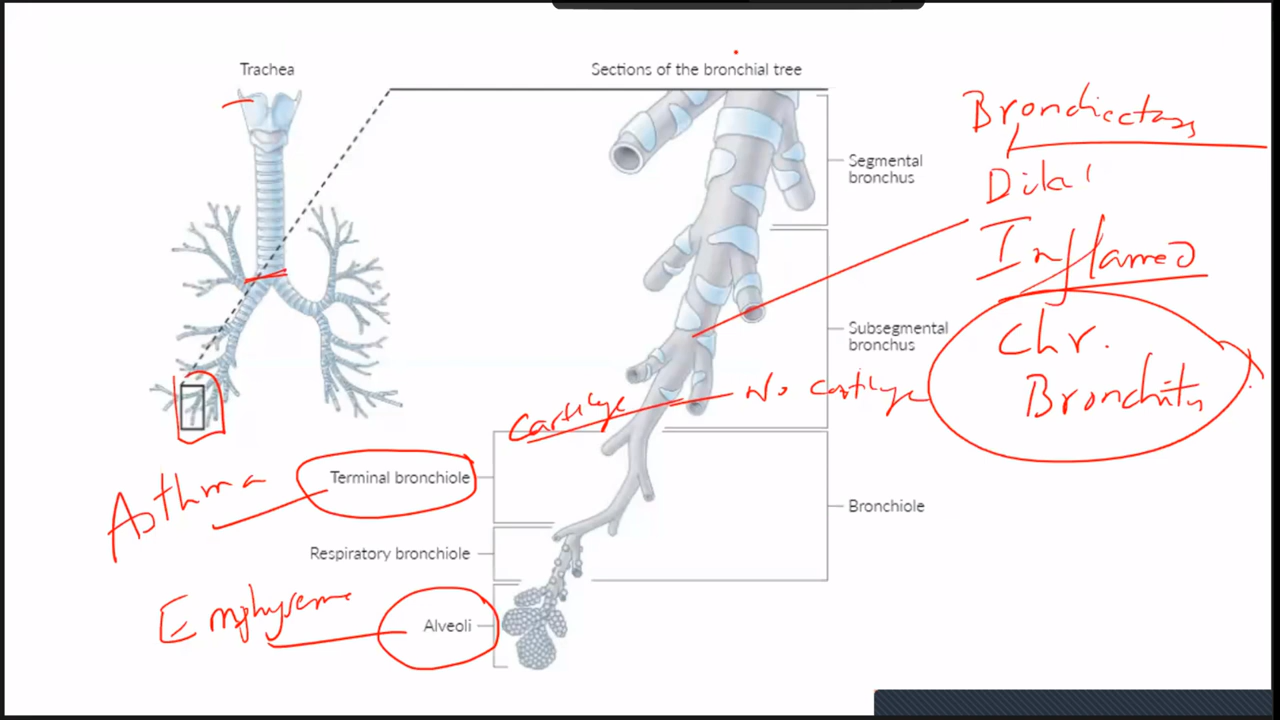 Trachea
Sections of the bronchial tree
Segmental
bronchus
Subsegmental
bronchus
Bronchiole
Terminal bronchiole
Respiratory bronchiole
Alveoli
Bronchiectasis
Dilat
Inflamed
Chr.
Bronchitis
Cartilage
No cartilage
Asthma
Emphysema